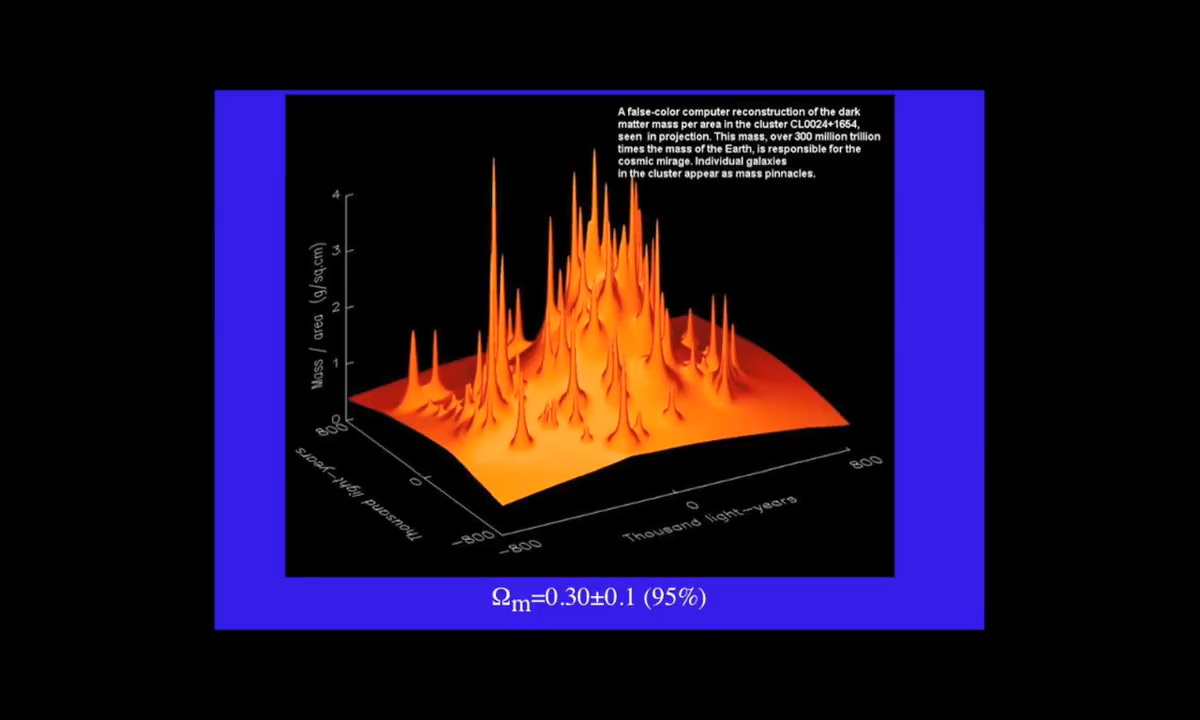 A false-color computer reconstruction of the dark
matter mass per area in the cluster CL0024+1654,
seen in projection. This mass, over 300 million trillion
times the mass of the Earth, is responsible for the
cosmic mirage. Individual galaxies
in the cluster appear as mass pinnacles.
4
3
2
1
0
Mass / area (g/sq.cm)
800
0
-800
Thousand light-years
-800
0
800
Thousand light-years
Ωm=0.30±0.1 (95%)